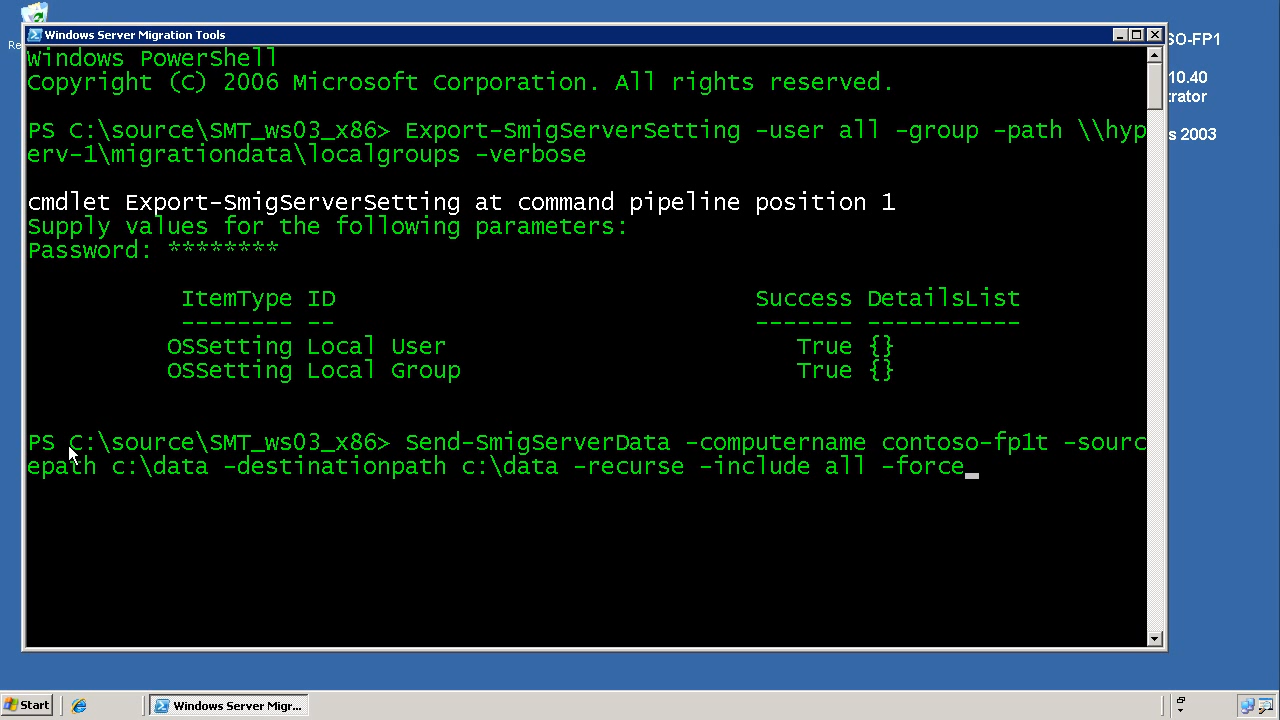 Re
Windows Server Migration Tools
SO-FP1
10.40
trator
s 2003
Windows PowerShell
Copyright (C) 2006 Microsoft Corporation. All rights reserved.
PS C:\source\SMT_ws03_x86> Export-SmigServerSetting -user all -group -path \\hyp
erv-1\migrationdata\localgroups -verbose
cmdlet Export-SmigServerSetting at command pipeline position 1
Supply values for the following parameters:
Password: ********
ItemType ID Success DetailsList
-------- -- ------- -----------
OSSetting Local User True {}
OSSetting Local Group True {}
PS C:\source\SMT_ws03_x86> Send-SmigServerData -computername contoso-fp1t -sourc
epath c:\data -destinationpath c:\data -recurse -include all -force
Start
Windows Server Migr...